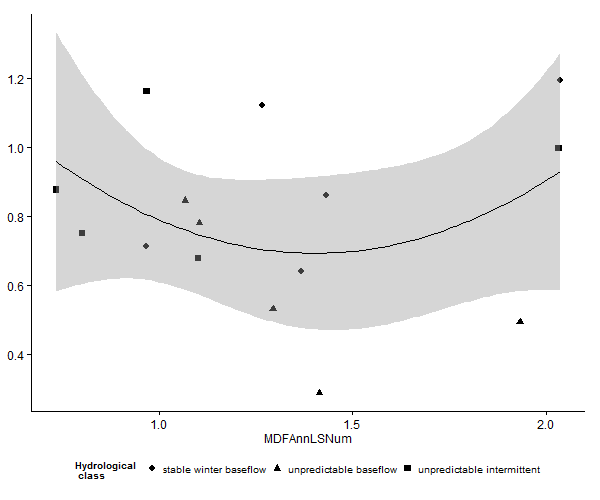 1.2
1.0
0.8
0.6
0.4
1.0 1.5 2.0
MDFAnnLSNum
Hydrological
class
stable winter baseflow unpredictable baseflow unpredictable intermittent